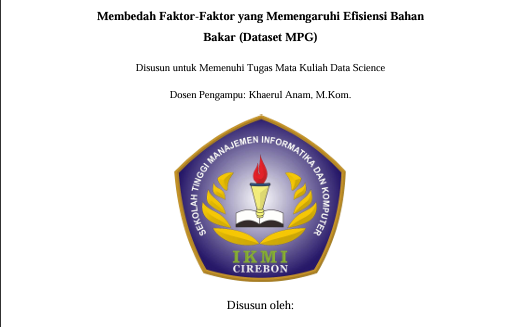 Membedah Faktor-Faktor yang Memengaruhi Efisiensi Bahan
Bakar (Dataset MPG)
Disusun untuk Memenuhi Tugas Mata Kuliah Data Science
Dosen Pengampu: Khaerul Anam, M.Kom.
SEKOLAH TINGGI MANAJEMEN INFORMATIKA DAN KOMPUTER
IKMI
CIREBON
Disusun oleh: